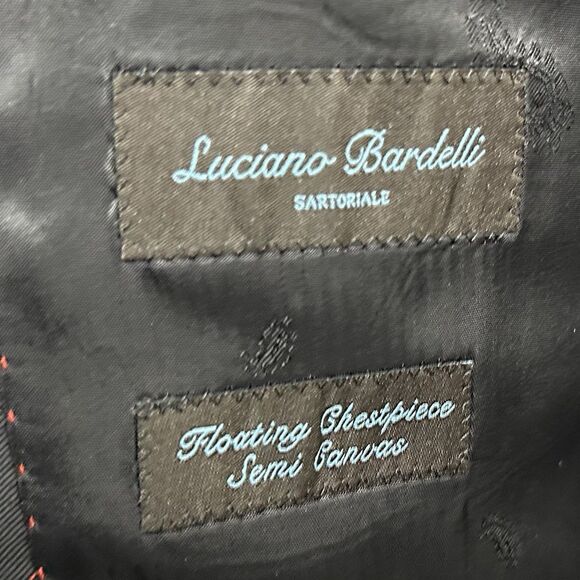 Luciano Bardelli
SARTORIALE
Floating Chestpiece
Semi Canvas